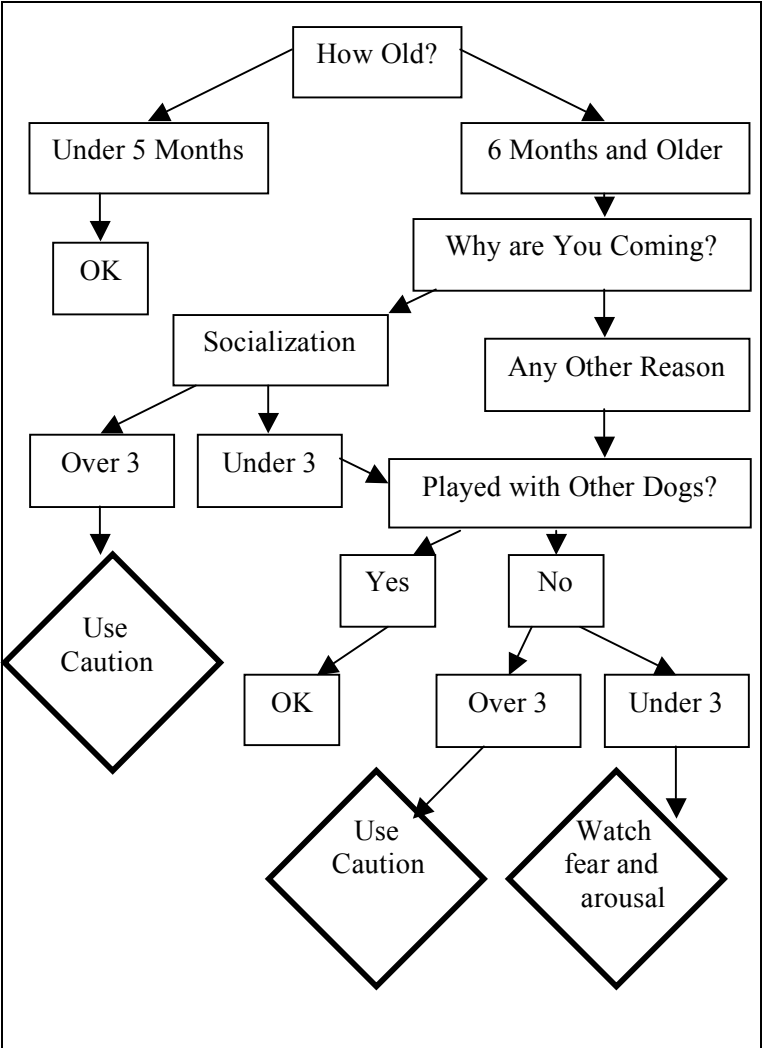 How Old?
Under 5 Months
6 Months and Older
OK
Why are You Coming?
Socialization
Any Other Reason
Over 3
Under 3
Played with Other Dogs?
Yes
No
Use
Caution
OK
Over 3
Under 3
Use
Caution
Watch
fear and
arousal